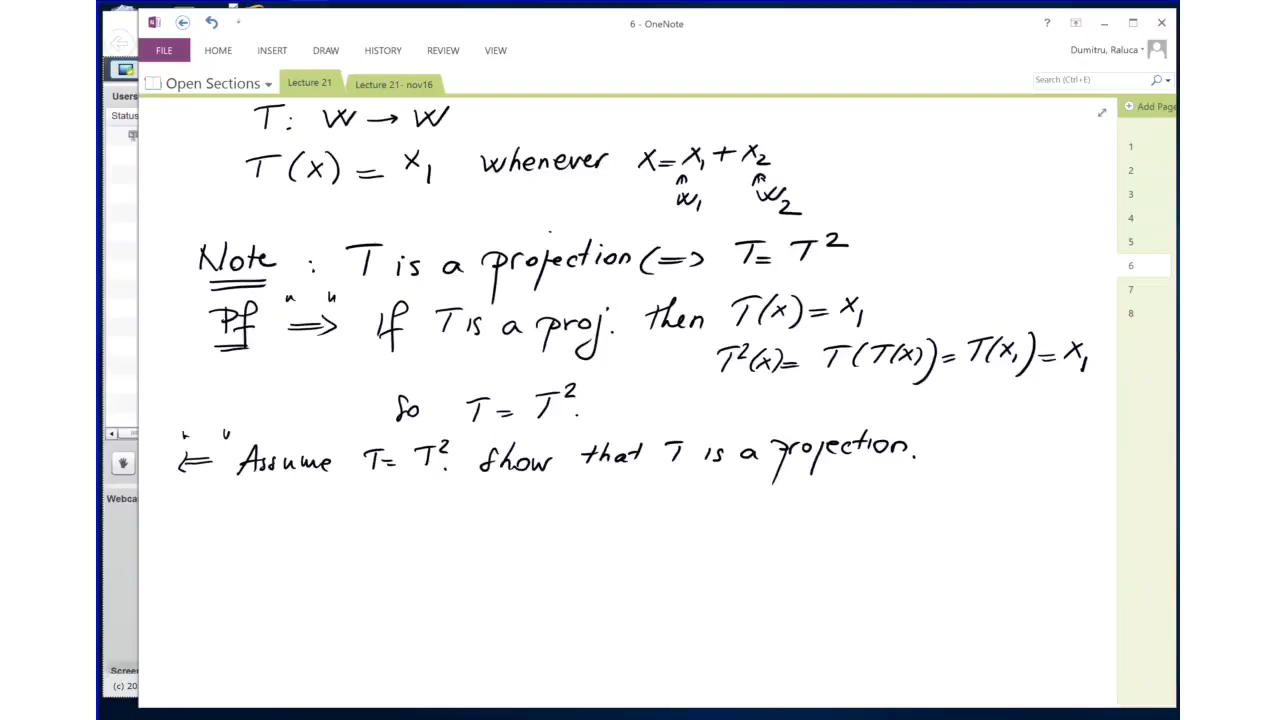 6 - OneNote
?
FILE HOME INSERT DRAW HISTORY REVIEW VIEW
Dumitru, Raluca
Open Sections Lecture 21 Lecture 21- nov16
Search (Ctrl+E)
Users
Status
Add Page
1
2
3
4
5
6
7
8
T: W → W
T(x) = x₁ whenever x = x₁ + x₂
W₁ W₂
Note: T is a projection (=> T = T²
Pf "=>" If T is a proj. then T(x) = x₁
T²(x) = T(T(x)) = T(x₁) = x₁
So T = T².
"<=" Assume T = T². Show that T is a projection.
Webca
Screen
(c) 20